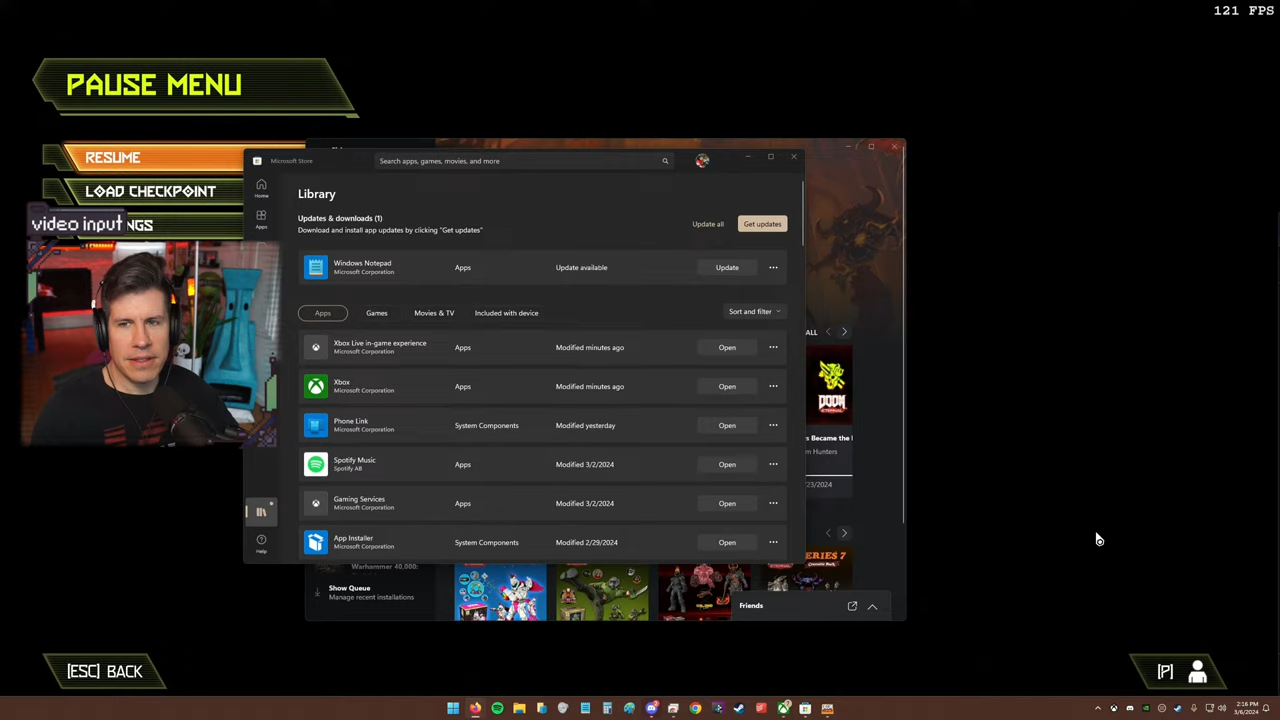 121 FPS
PAUSE MENU
RESUME
LOAD CHECKPOINT
NGS
video input
Microsoft Store
Search apps, games, movies, and more
Home
Apps
Library
Updates & downloads (1)
Download and install app updates by clicking "Get updates"
Update all
Get updates
Windows Notepad
Microsoft Corporation
Apps
Update available
Update
Apps
Games
Movies & TV
Included with device
Sort and filter
Xbox Live in-game experience
Microsoft Corporation
Apps
Modified minutes ago
Open
Xbox
Microsoft Corporation
Apps
Modified minutes ago
Open
Phone Link
Microsoft Corporation
System Components
Modified yesterday
Open
Spotify Music
Spotify AB
Apps
Modified 3/2/2024
Open
Gaming Services
Microsoft Corporation
Apps
Modified 3/2/2024
Open
App Installer
Microsoft Corporation
System Components
Modified 2/29/2024
Open
Help
ALL
DOOM
ETERNAL
s Became the
m Hunters
/23/2024
Warhammer 40,000:
Show Queue
Manage recent installations
ERIES 7
Friends
[ESC] BACK
[P]
2:16 PM
3/6/2024